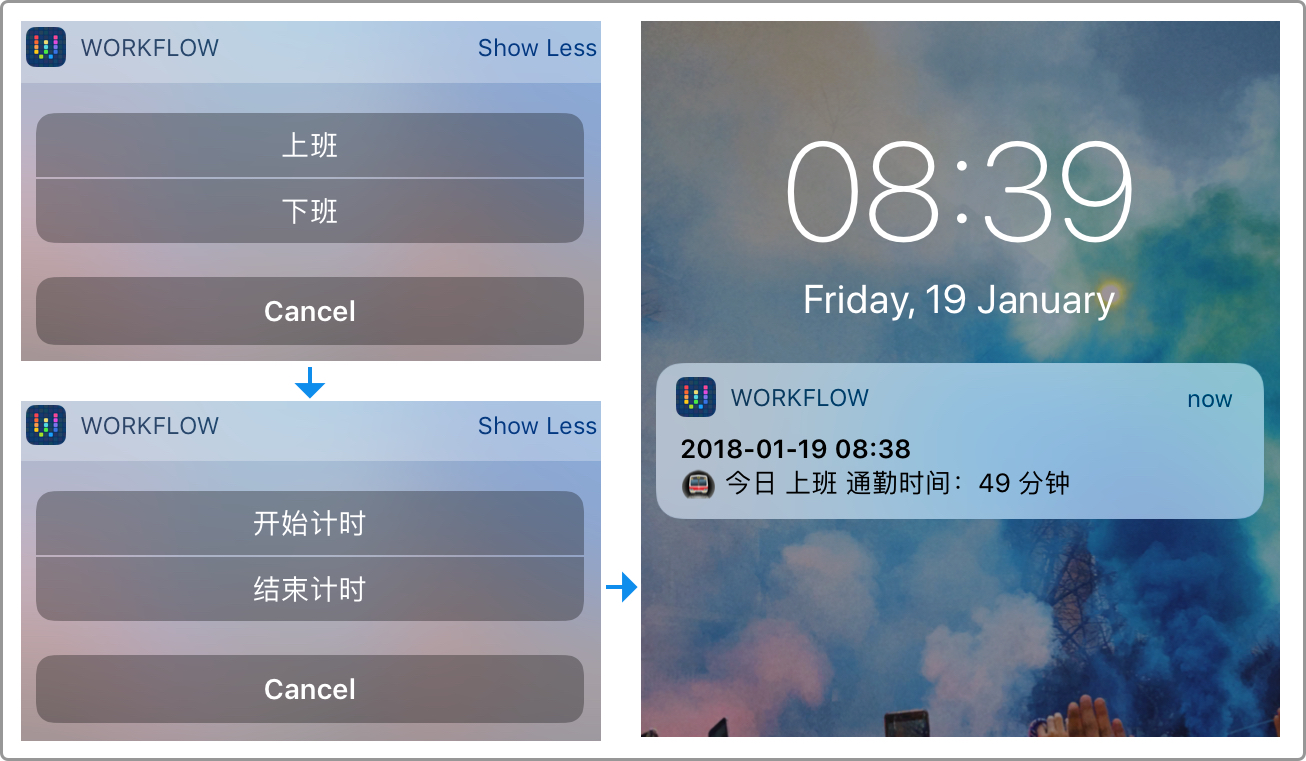 WORKFLOW
Show Less
上班
下班
Cancel
WORKFLOW
Show Less
开始计时
结束计时
Cancel
08:39
Friday, 19 January
WORKFLOW
now
2018-01-19 08:38
今日 上班 通勤时间：49 分钟